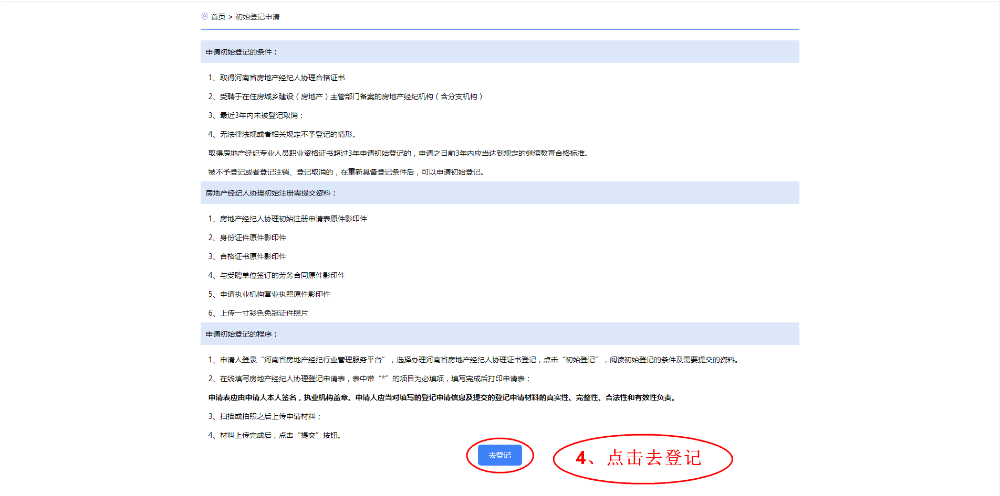 首页 > 初始登记申请
申请初始登记的条件：
1、取得河南省房地产经纪人协理合格证书
2、受聘于在住房城乡建设（房地产）主管部门备案的房地产经纪机构（含分支机构）
3、最近3年内未被登记取消；
4、无法律法规或者相关规定不予登记的情形。
取得房地产经纪专业人员职业资格证书超过3年申请初始登记的，申请之日前3年内应当达到规定的继续教育合格标准。
被不予登记或者登记注销、登记取消的，在重新具备登记条件后，可以申请初始登记。
房地产经纪人协理初始注册需提交资料：
1、房地产经纪人协理初始注册申请表原件影印件
2、身份证件原件影印件
3、合格证书原件影印件
4、与受聘单位签订的劳务合同原件影印件
5、申请执业机构营业执照原件影印件
6、上传一寸彩色免冠证件照片
申请初始登记的程序：
1、申请人登录“河南省房地产经纪行业管理服务平台”，选择办理河南省房地产经纪人协理证书登记，点击“初始登记”，阅读初始登记的条件及需要提交的资料。
2、在线填写房地产经纪人协理登记申请表，表中带“*”的项目为必填项，填写完成后打印申请表；
申请表应由申请人本人签名，执业机构盖章。申请人应当对填写的登记申请信息及提交的登记申请材料的真实性、完整性、合法性和有效性负责。
3、扫描或拍照之后上传申请材料；
4、材料上传完成后，点击“提交”按钮。
去登记
4、点击去登记